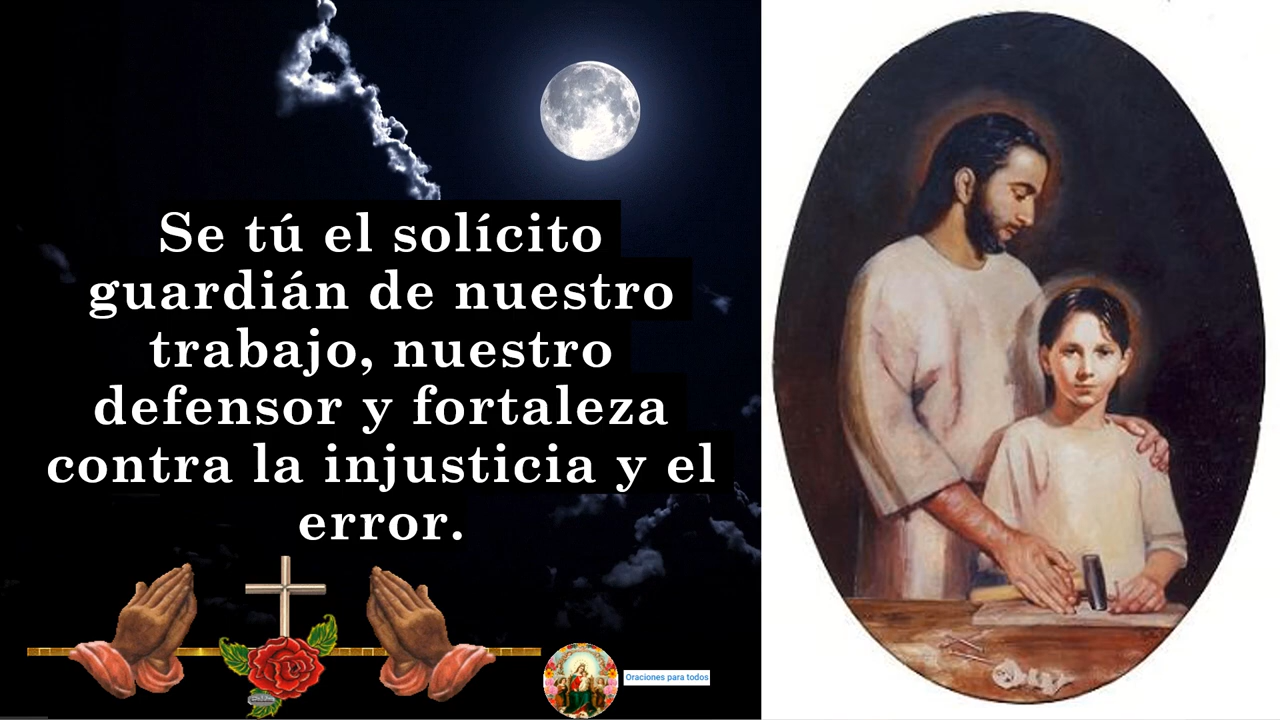 Se tú el solícito
guardián de nuestro
trabajo, nuestro
defensor y fortaleza
contra la injusticia y el
error.
Oraciones para todos